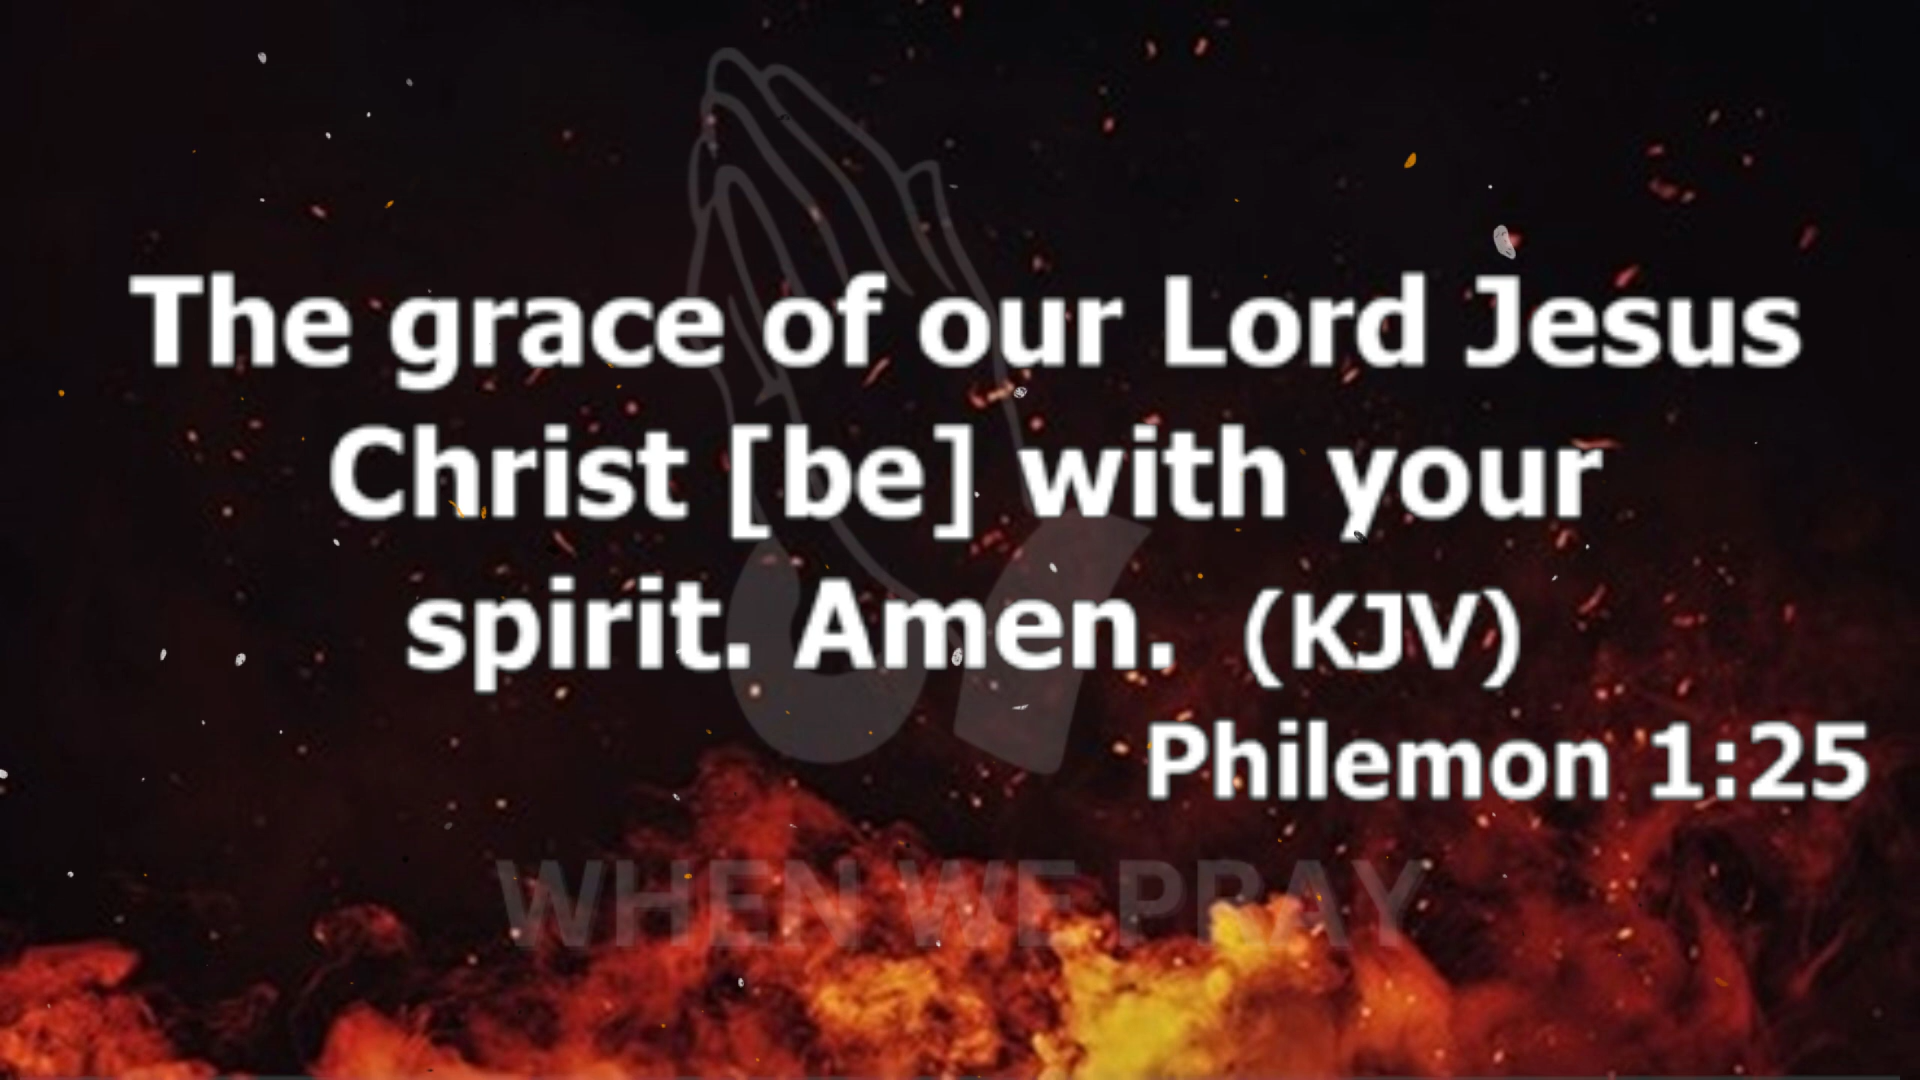 The grace of our Lord Jesus
Christ [be] with your
spirit. Amen. (KJV)
Philemon 1:25
WHEN WE PRAY